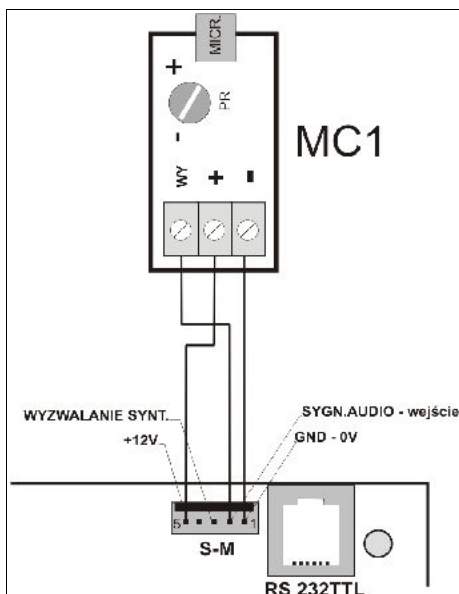 MICR.
+
PR
-
MC1
WY + -
WYZWALANIE SYNT.
SYGN.AUDIO - wejście
+12V
GND - 0V
5 1
S-M
RS 232TTL